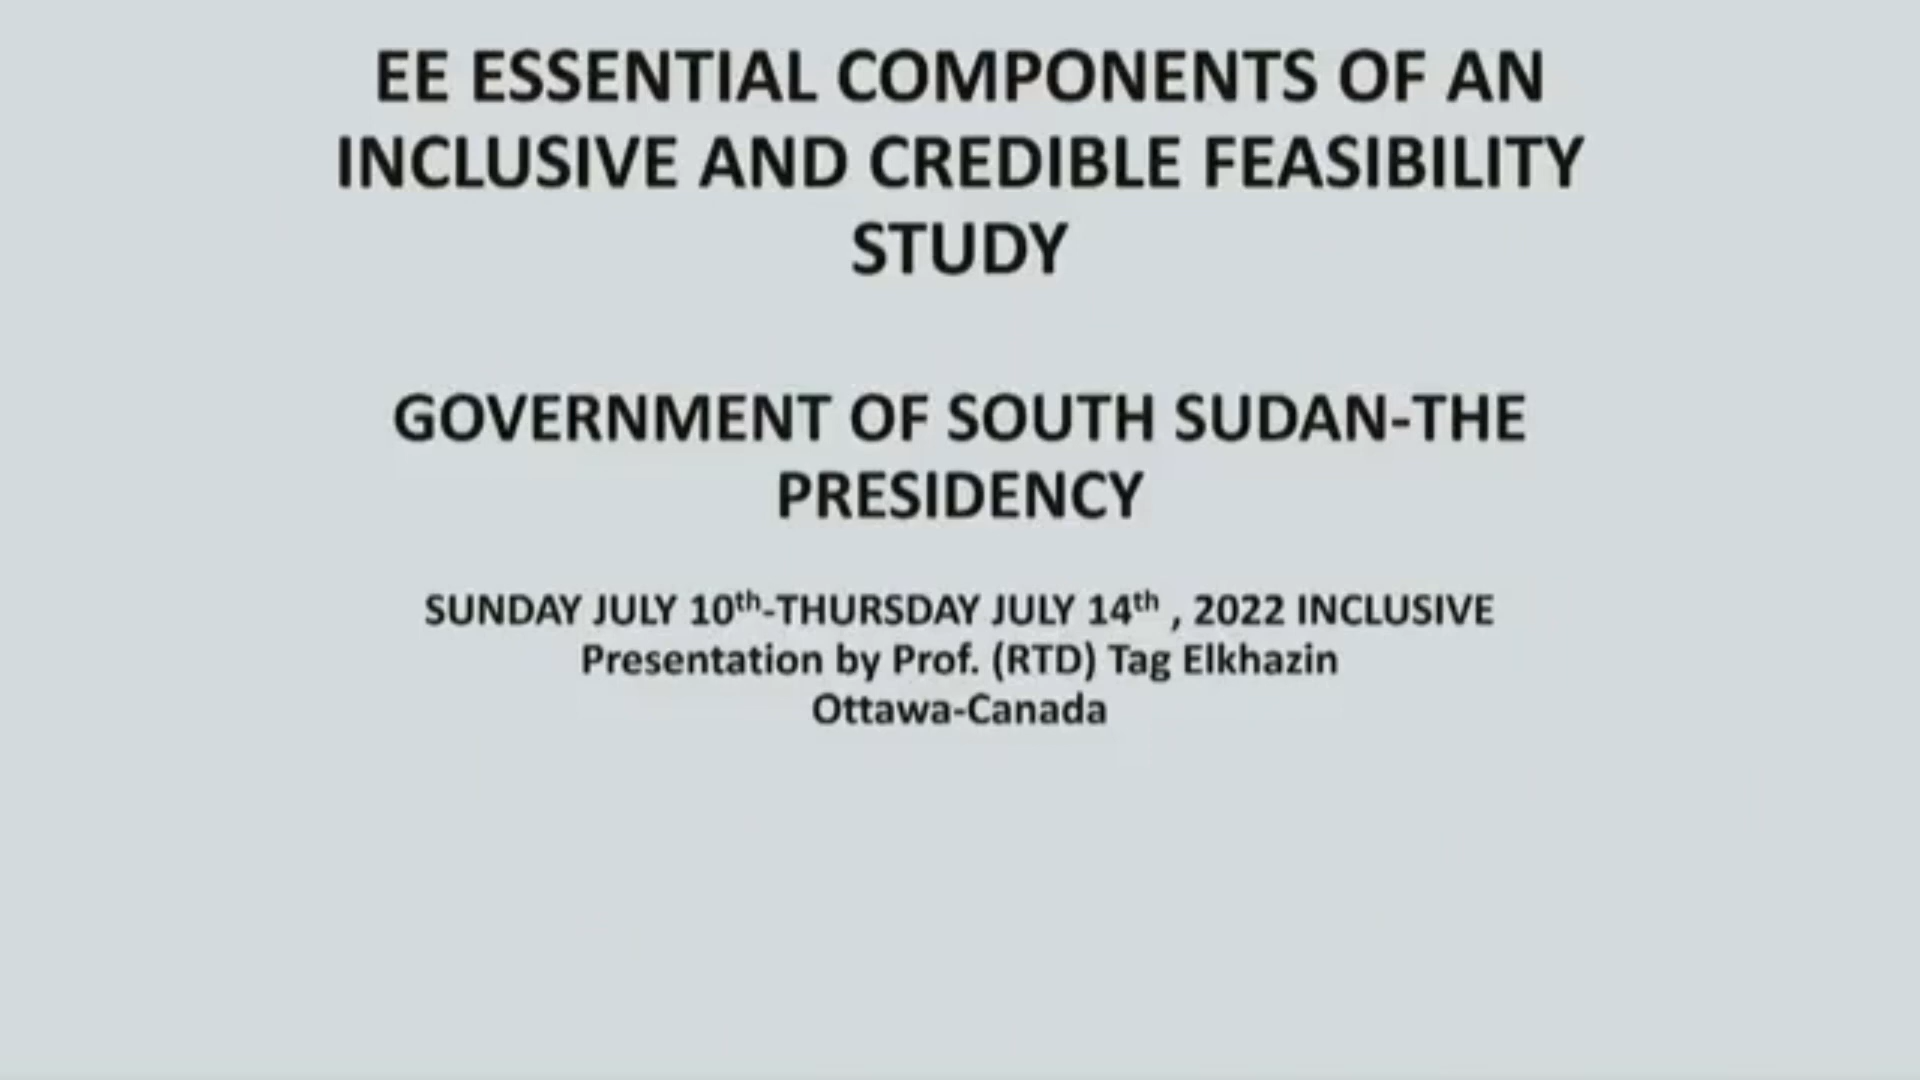 EE ESSENTIAL COMPONENTS OF AN
INCLUSIVE AND CREDIBLE FEASIBILITY
STUDY
GOVERNMENT OF SOUTH SUDAN-THE
PRESIDENCY
SUNDAY JULY 10th-THURSDAY JULY 14th , 2022 INCLUSIVE
Presentation by Prof. (RTD) Tag Elkhazin
Ottawa-Canada